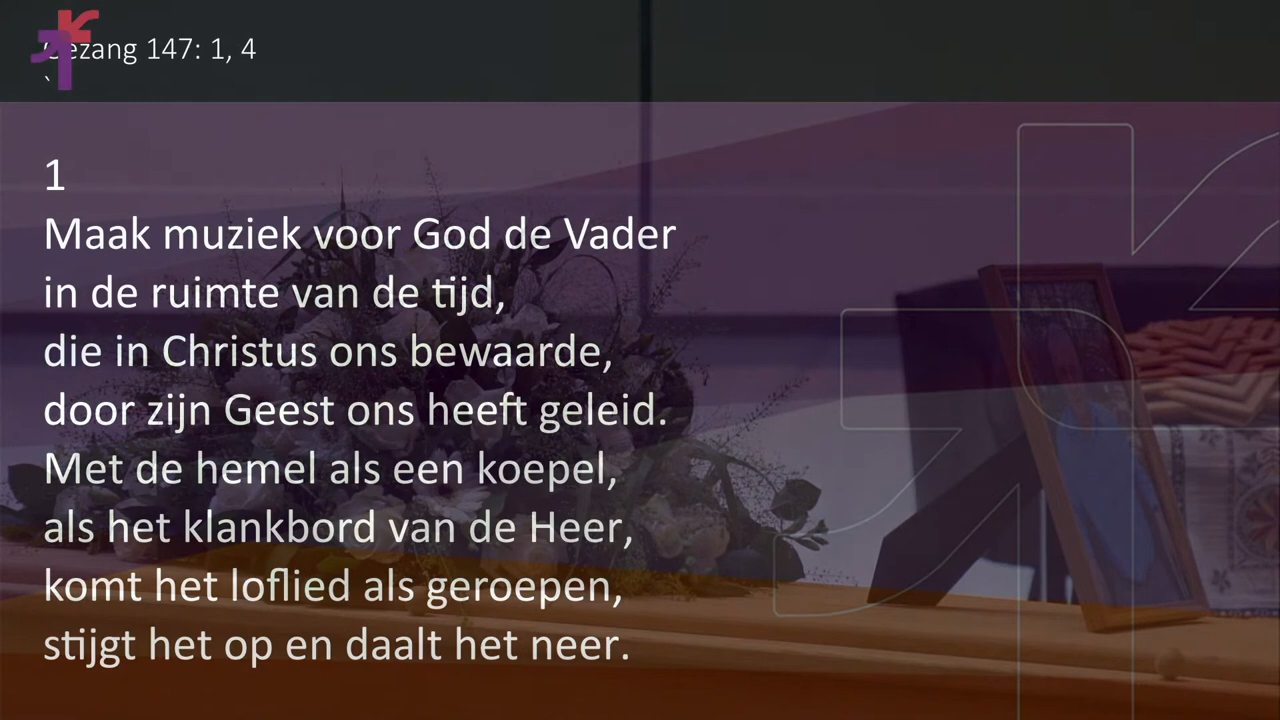 Gezang 147: 1, 4
`
1
Maak muziek voor God de Vader
in de ruimte van de tijd,
die in Christus ons bewaarde,
door zijn Geest ons heeft geleid.
Met de hemel als een koepel,
als het klankbord van de Heer,
komt het loflied als geroepen,
stijgt het op en daalt het neer.